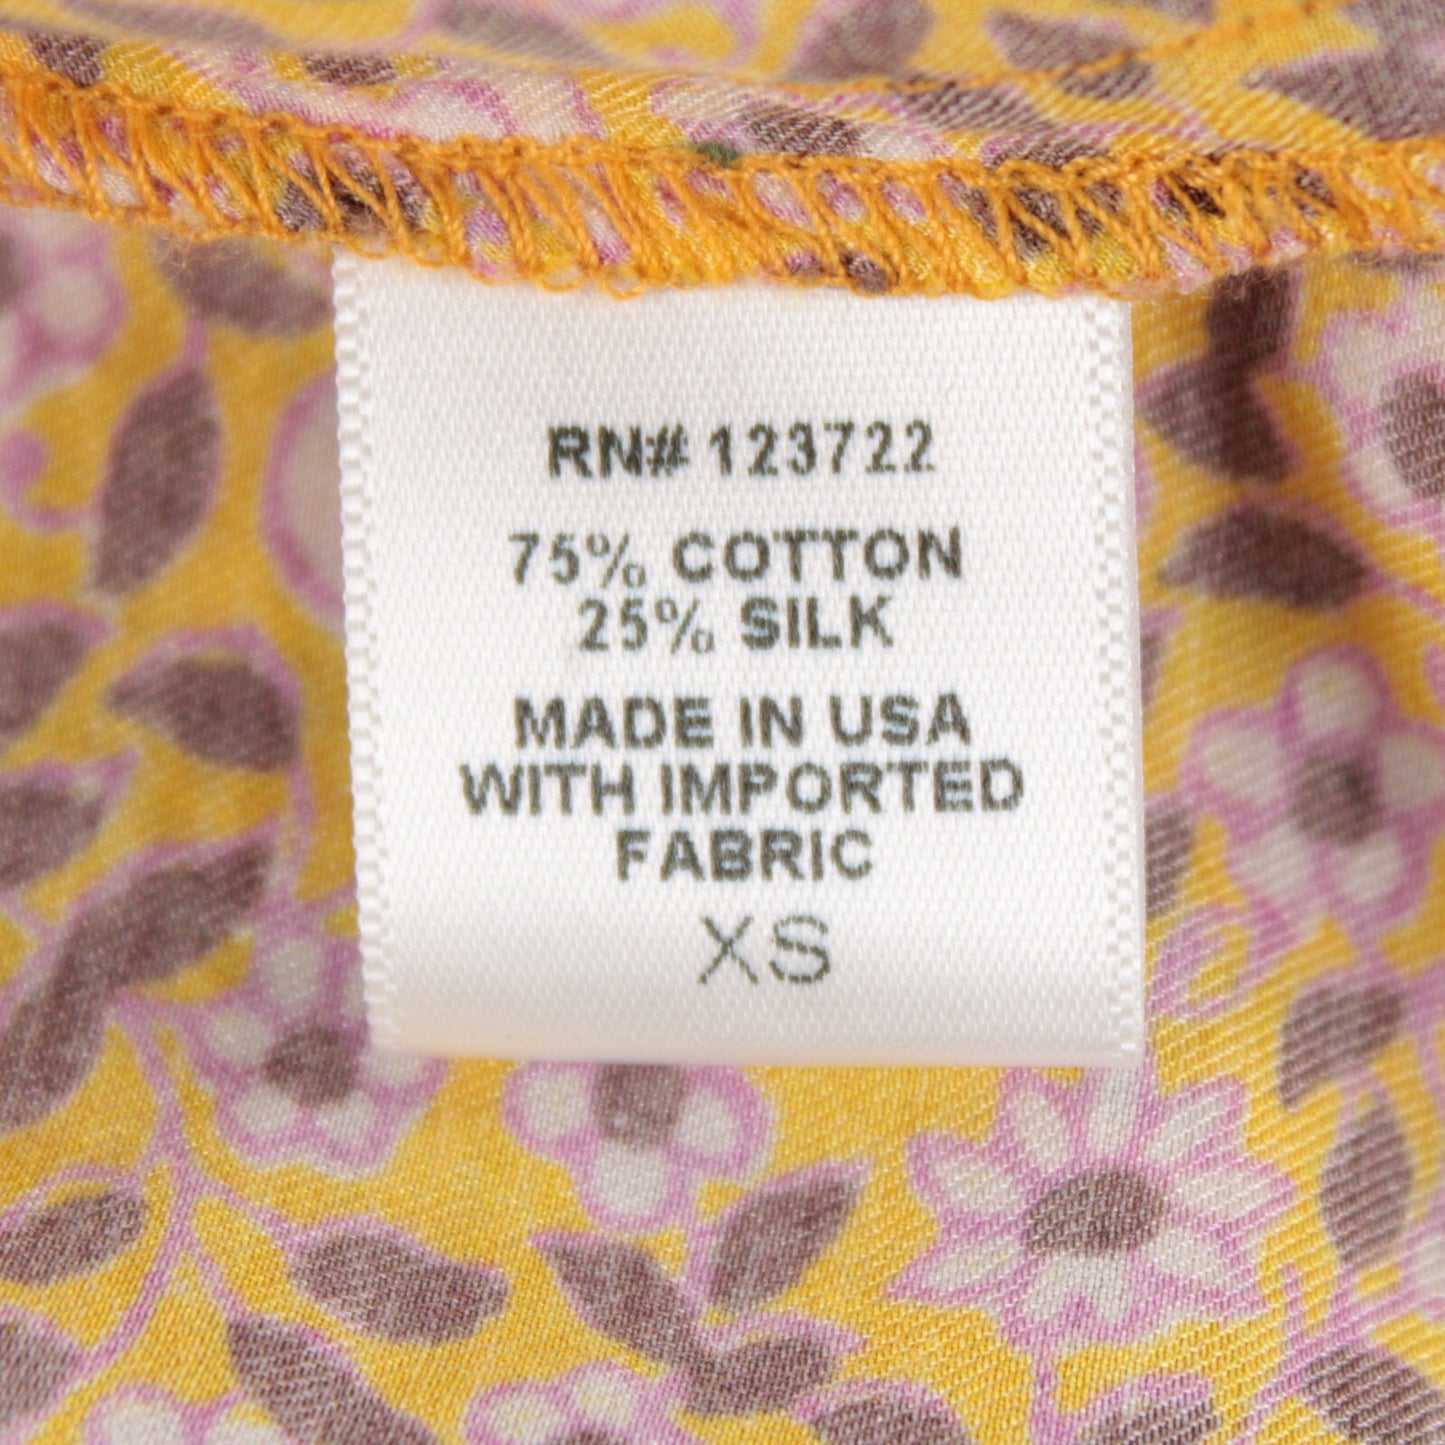 RN# 123722
75% COTTON
25% SILK
MADE IN USA
WITH IMPORTED
FABRIC
XS